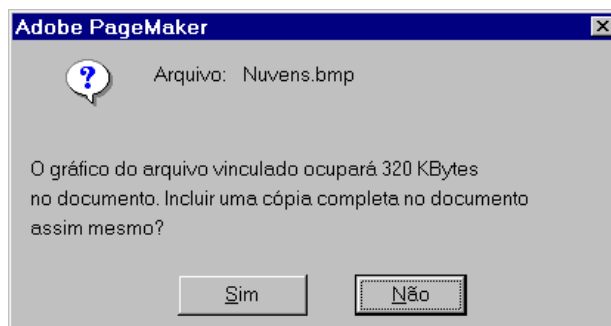 Adobe PageMaker
Arquivo: Nuvens.bmp
O gráfico do arquivo vinculado ocupará 320 KBytes
no documento. Incluir uma cópia completa no documento
assim mesmo?
Sim Não